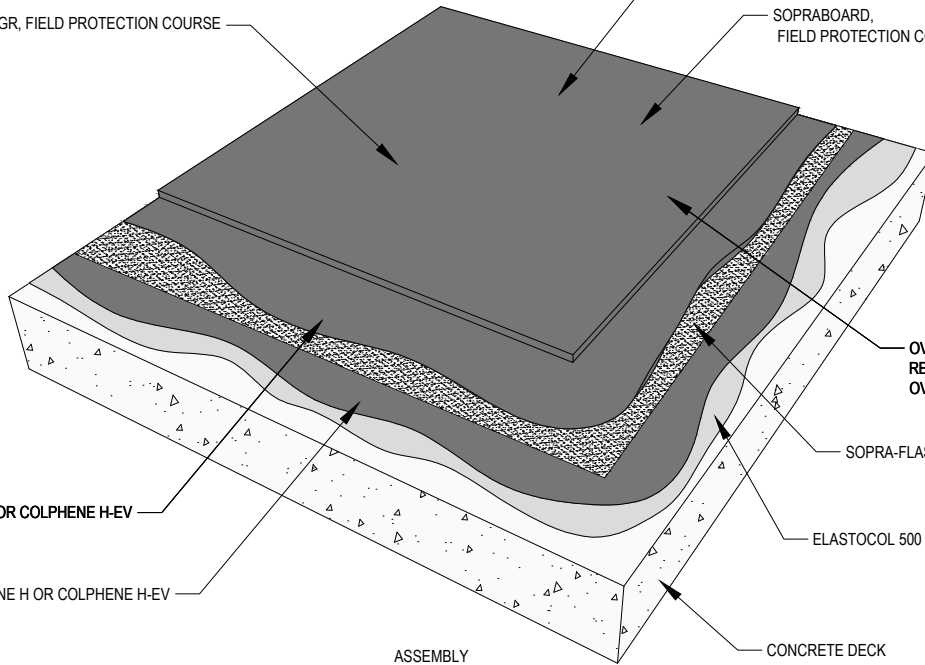 GR, FIELD PROTECTION COURSE
SOPRABOARD,
FIELD PROTECTION CO
OV
RE
OV
SOPRA-FLAS
OR COLPHENE H-EV
ELASTOCOL 500
NE H OR COLPHENE H-EV
ASSEMBLY
CONCRETE DECK